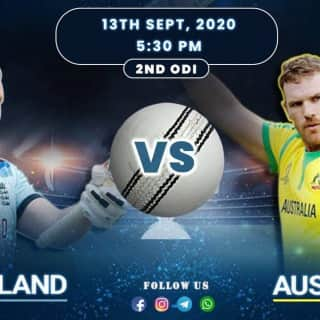 13TH SEPT, 2020
5:30 PM
2ND ODI
VS
AUSTRALIA
LAND
AUS
FOLLOW US